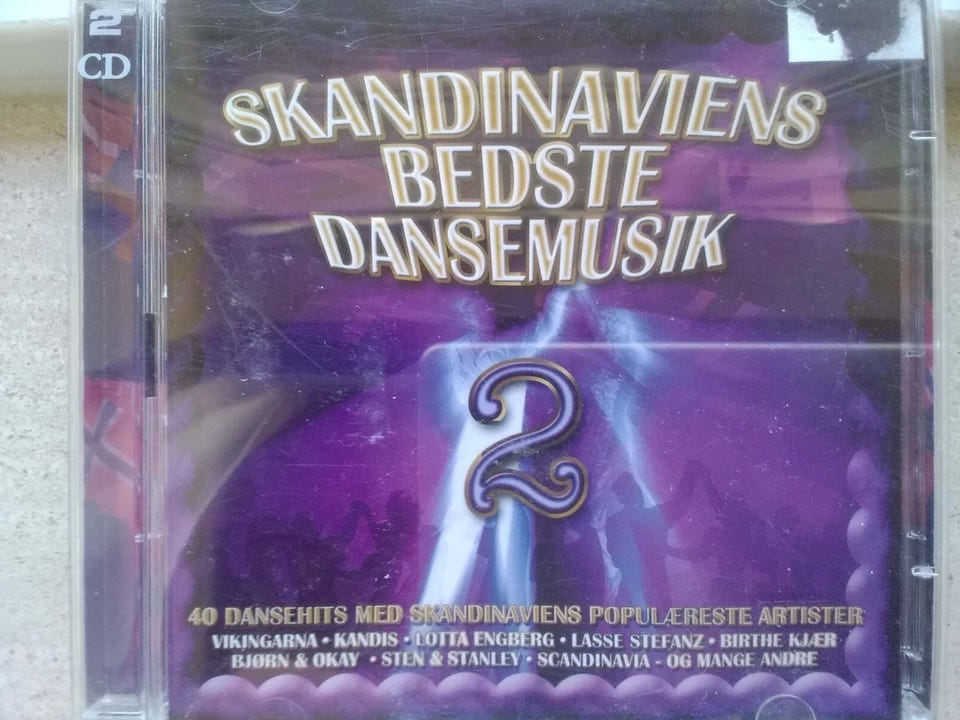 2
CD
SKANDINAVIENS
BEDSTE
DANSEMUSIK
2
40 DANSEHITS MED SKANDINAVIENS POPULÆRESTE ARTISTER
VIKINGARNA • KANDIS • LOTTA ENGBERG • LASSE STEFANZ • BIRTHE KJÆR
BJØRN & OKAY • STEN & STANLEY • SCANDINAVIA - OG MANGE ANDRE